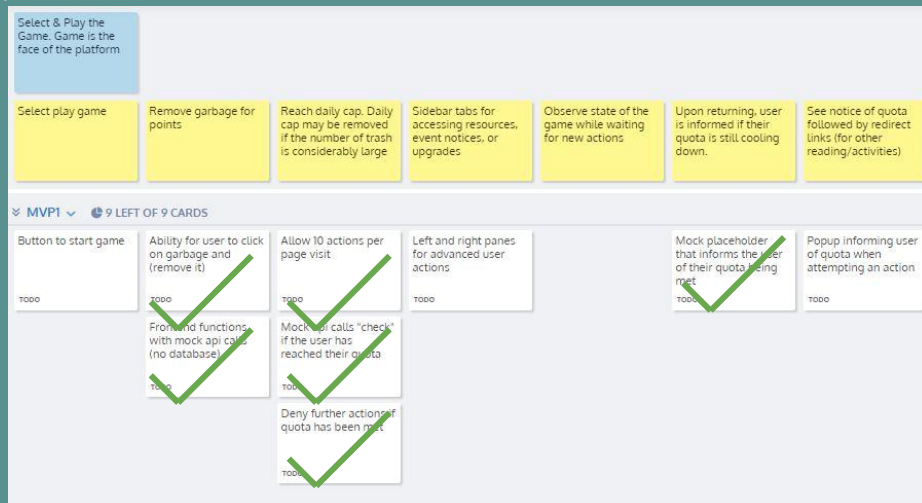 Select & Play the
Game. Game is the
face of the platform
Select play game
Remove garbage for
points
Reach daily cap. Daily
cap may be removed
if the number of trash
is considerably large
Sidebar tabs for
accessing resources,
event notices, or
upgrades
Observe state of the
game while waiting
for new actions
Upon returning, user
is informed if their
quota is still cooling
down.
See notice of quota
followed by redirect
links (for other
reading/activities)
MVP1
9 LEFT OF 9 CARDS
Button to start game
TODO
Ability for user to click
on garbage and
(remove it)
TODO
Allow 10 actions per
page visit
TODO
Left and right panes
for advanced user
actions
TODO
Mock placeholder
that informs the user
of their quota being
met
TODO
Popup informing user
of quota when
attempting an action
TODO
Frontend functions
with mock api calls
(no database)
TODO
Mock api calls "check"
if the user has
reached their quota
TODO
Deny further actions if
quota has been met
TODO